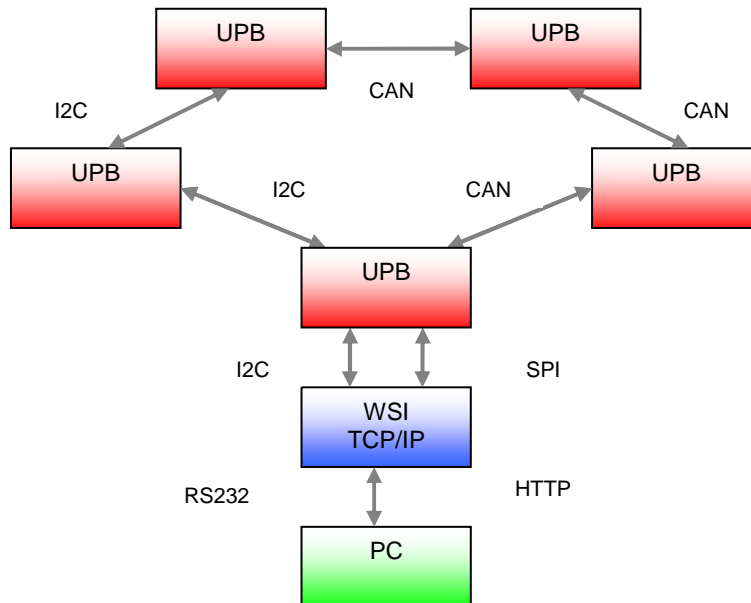 UPB
UPB
CAN
I2C
CAN
UPB
UPB
I2C
CAN
UPB
I2C
SPI
WSI
TCP/IP
RS232
HTTP
PC